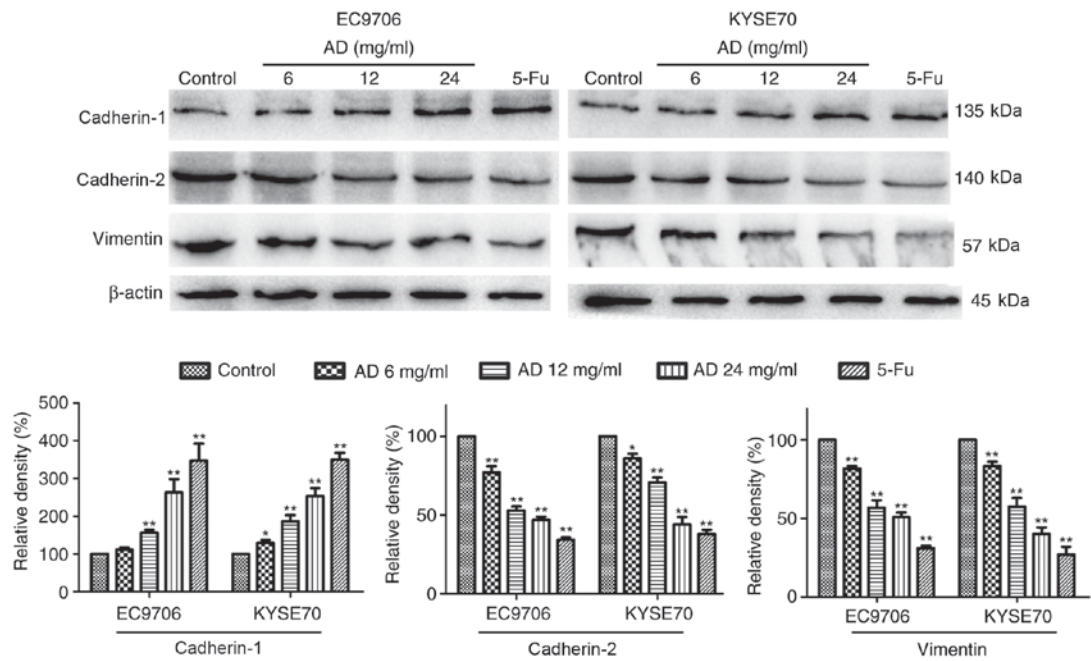 EC9706 KYSE70
AD (mg/ml) AD (mg/ml)
Control 6 12 24 5-Fu Control 6 12 24 5-Fu
Cadherin-1 135 kDa
Cadherin-2 140 kDa
Vimentin 57 kDa
β-actin 45 kDa
Control AD 6 mg/ml AD 12 mg/ml AD 24 mg/ml 5-Fu
Relative density (%)
500
400
300
200
100
0
** ** ** * ** ** **
EC9706 KYSE70
Cadherin-1
Relative density (%)
100
50
0
** ** ** ** * ** ** **
EC9706 KYSE70
Cadherin-2
Relative density (%)
100
50
0
** ** ** ** ** ** ** **
EC9706 KYSE70
Vimentin